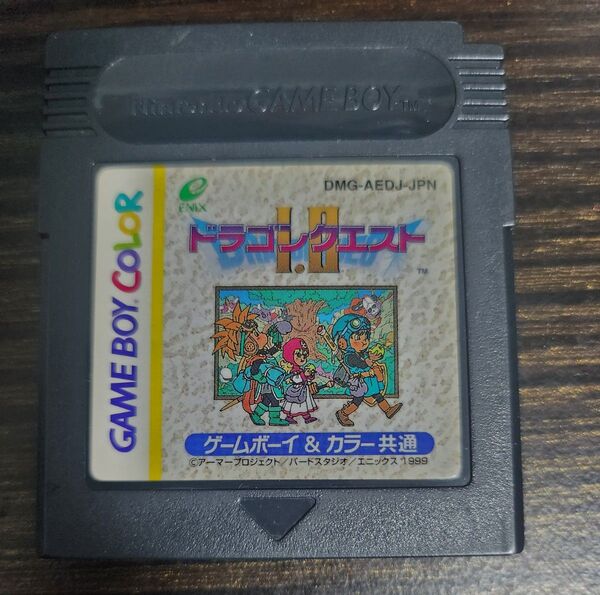 Nintendo GAME BOY TM
ENIX
DMG-AEDJ-JPN
ドラゴンクエスト
I・II
TM
GAME BOY COLOR
ゲームボーイ & カラー共通
©アーマープロジェクト/バードスタジオ/エニックス 1999